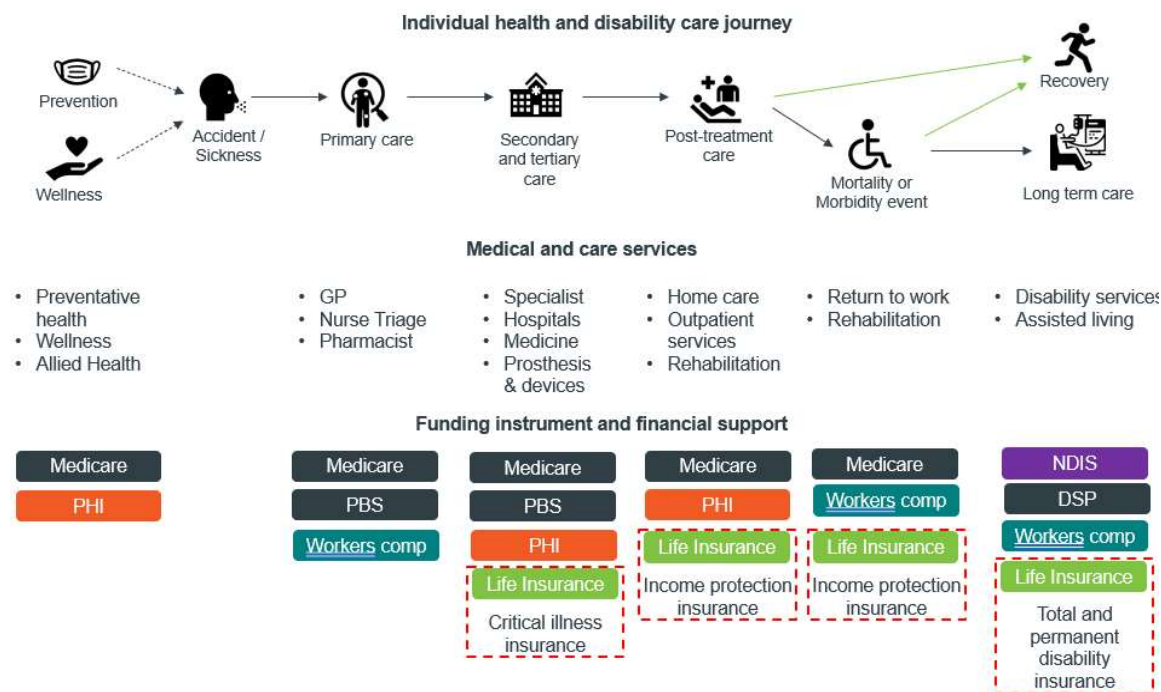 Individual health and disability care journey
Prevention
Wellness
Accident /
Sickness
Primary care
Secondary
and tertiary
care
Post-treatment
care
Mortality or
Morbidity event
Recovery
Long term care
Medical and care services
• Preventative
health
• Wellness
• Allied Health
• GP
• Nurse Triage
• Pharmacist
• Specialist
• Hospitals
• Medicine
• Prosthesis
& devices
• Home care
• Outpatient
services
• Rehabilitation
• Return to work
• Rehabilitation
• Disability services
• Assisted living
Funding instrument and financial support
Medicare
PHI
Medicare
PBS
Workers comp
Medicare
PBS
PHI
Life Insurance
Critical illness
insurance
Medicare
PHI
Life Insurance
Income protection
insurance
Medicare
Workers comp
Life Insurance
Income protection
insurance
NDIS
DSP
Workers comp
Life Insurance
Total and
permanent
disability
insurance